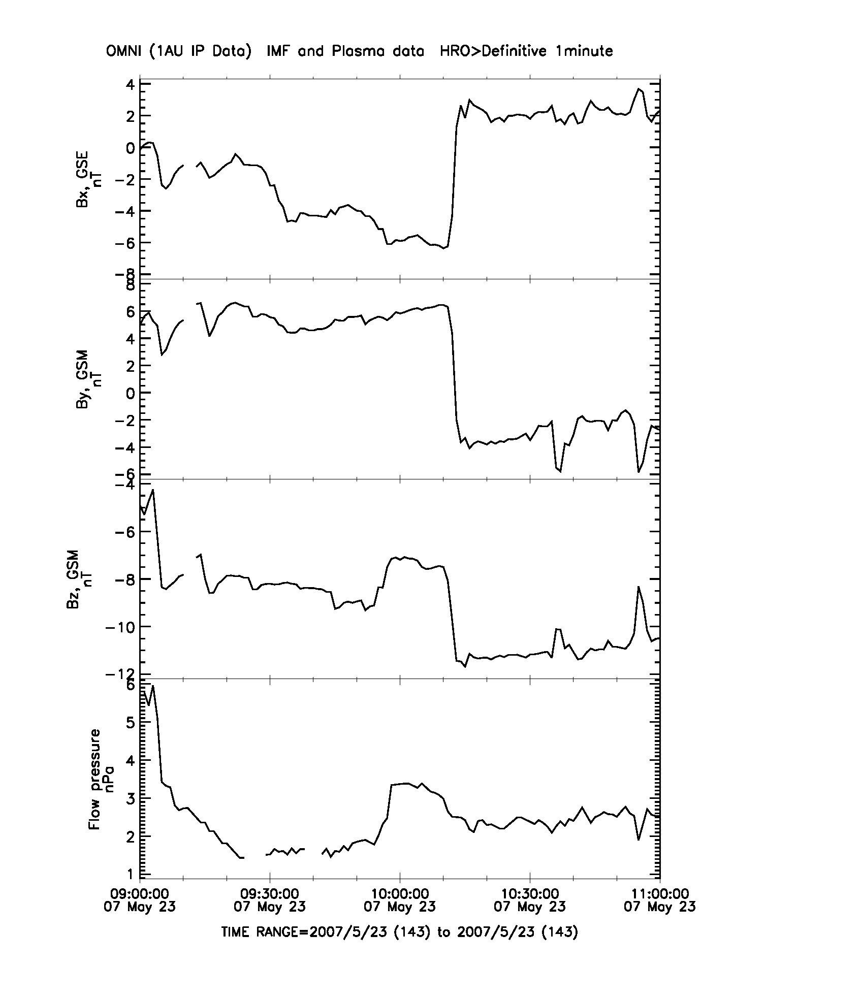 OMNI (1AU IP Data)  IMF and Plasma data  HRO>Definitive 1minute
4
2
0
−2
−4
−6
−8
Bx, GSE
nT
8
6
4
2
0
−2
−4
−6
By, GSM
nT
−4
−6
−8
−10
−12
Bz, GSM
nT
6
5
4
3
2
1
Flow pressure
nPa
09:00:00 09:30:00 10:00:00 10:30:00 11:00:00
07 May 23 07 May 23 07 May 23 07 May 23 07 May 23
TIME RANGE=2007/5/23 (143) to 2007/5/23 (143)